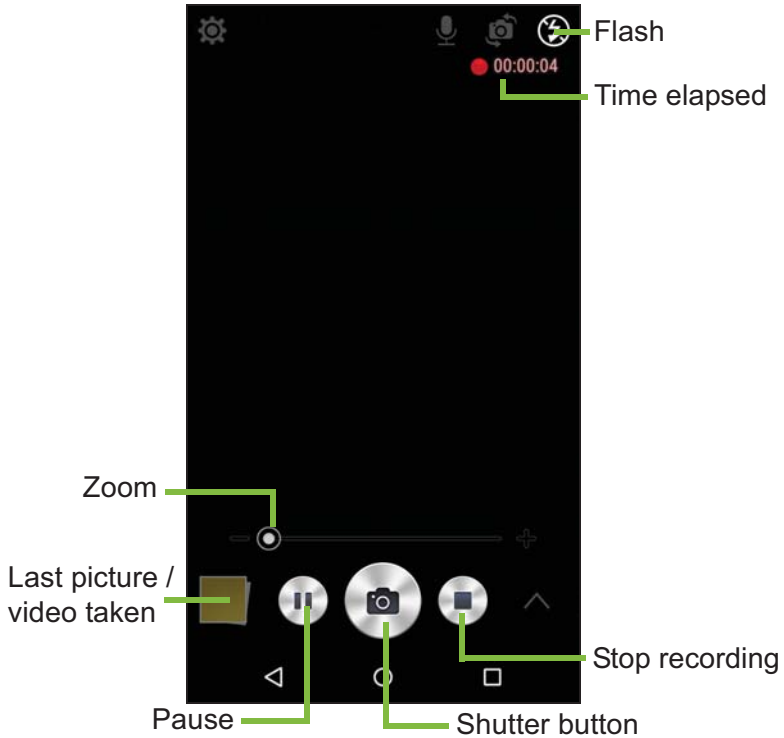 Flash
00:00:04
Time elapsed
Zoom
Last picture /
video taken
Stop recording
Pause
Shutter button